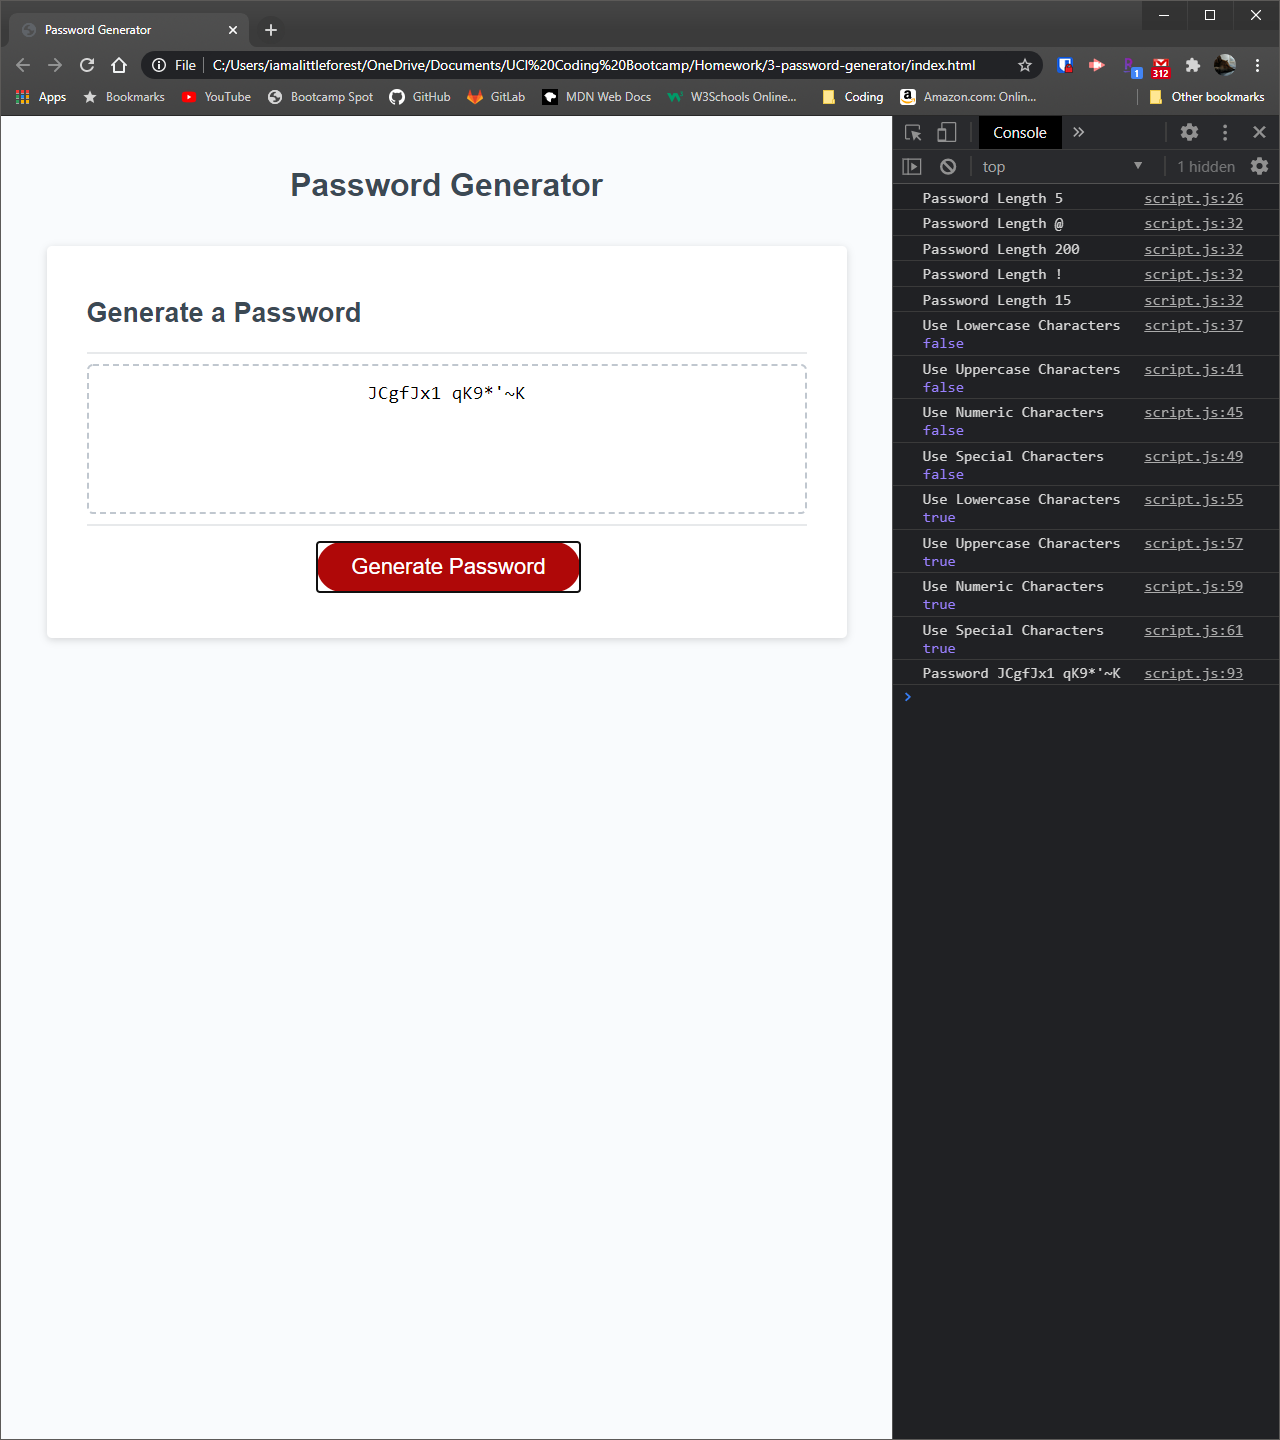 Password Generator
File C:/Users/iamalittleforest/OneDrive/Documents/UCI%20Coding%20Bootcamp/Homework/3-password-generator/index.html
1
312
Apps Bookmarks YouTube Bootcamp Spot GitHub GitLab MDN Web Docs W3Schools Online... Coding Amazon.com: Onlin... Other bookmarks
Password Generator
Generate a Password
JCgfJx1 qK9*'~K
Generate Password
Console
top 1 hidden
Password Length 5 script.js:26
Password Length @ script.js:32
Password Length 200 script.js:32
Password Length ! script.js:32
Password Length 15 script.js:32
Use Lowercase Characters script.js:37
false
Use Uppercase Characters script.js:41
false
Use Numeric Characters script.js:45
false
Use Special Characters script.js:49
false
Use Lowercase Characters script.js:55
true
Use Uppercase Characters script.js:57
true
Use Numeric Characters script.js:59
true
Use Special Characters script.js:61
true
Password JCgfJx1 qK9*'~K script.js:93